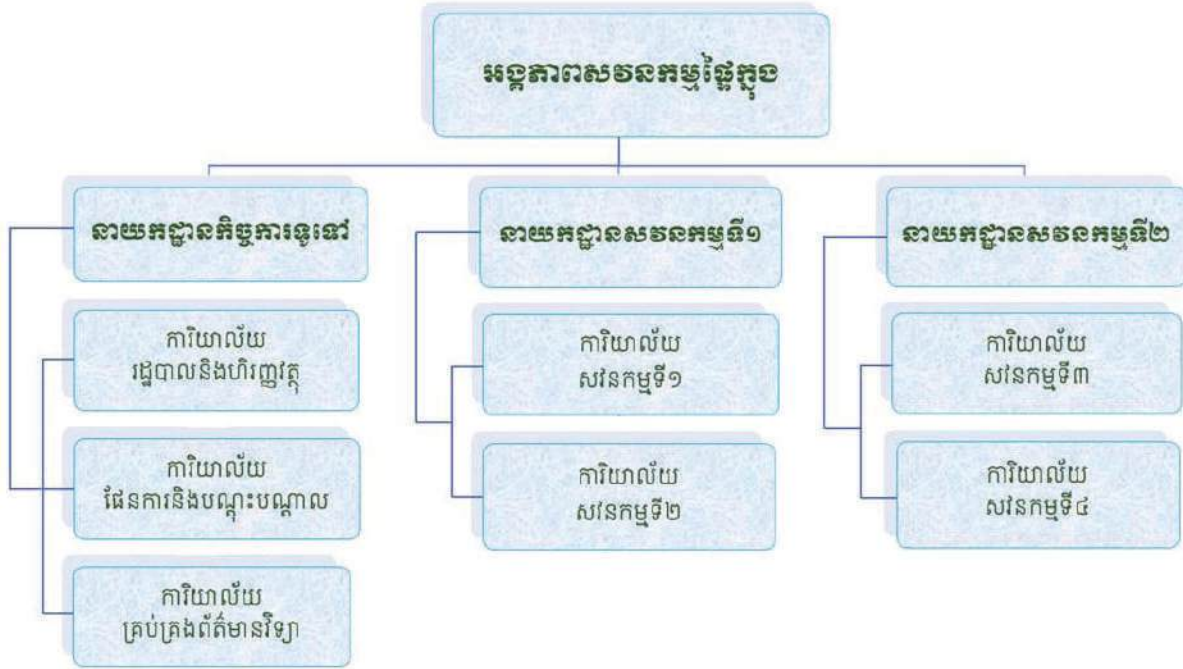 អង្គភាពសវនកម្មផ្ទៃក្នុង
នាយកដ្ឋានកិច្ចការទូទៅ
ការិយាល័យ
រដ្ឋបាលនិងហិរញ្ញវត្ថុ
ការិយាល័យ
ផែនការនិងបណ្តុះបណ្តាល
ការិយាល័យ
គ្រប់គ្រងព័ត៌មានវិទ្យា
នាយកដ្ឋានសវនកម្មទី១
ការិយាល័យ
សវនកម្មទី១
ការិយាល័យ
សវនកម្មទី២
នាយកដ្ឋានសវនកម្មទី២
ការិយាល័យ
សវនកម្មទី៣
ការិយាល័យ
សវនកម្មទី៤